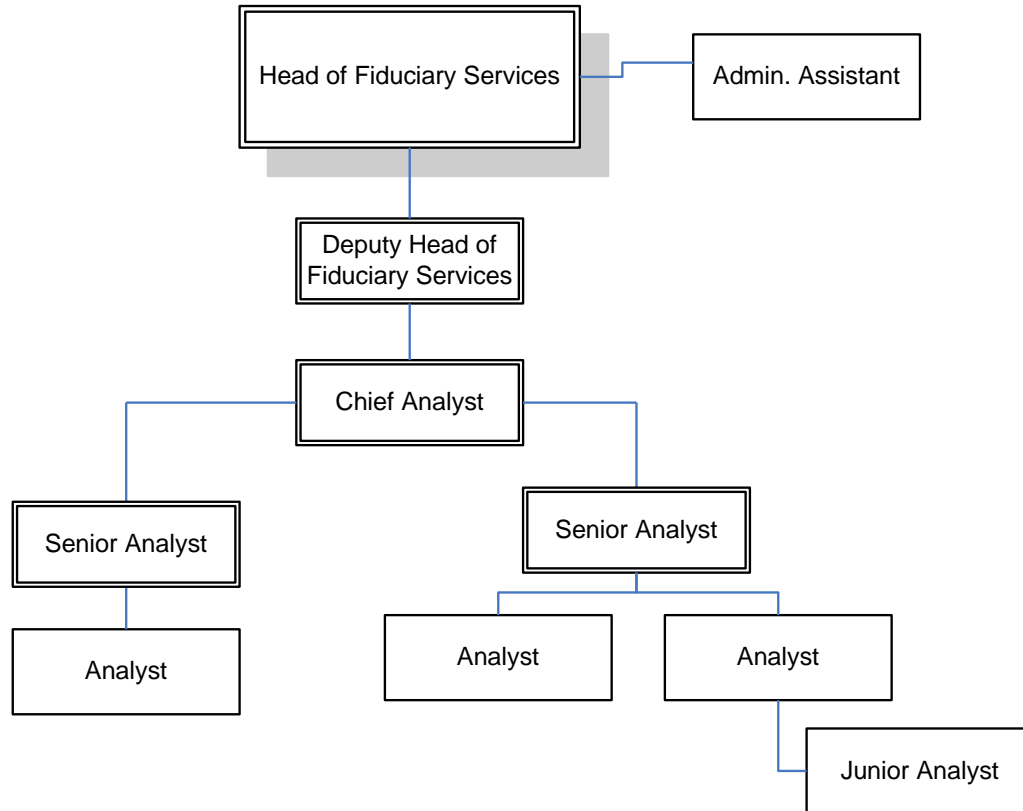 Head of Fiduciary Services
Admin. Assistant
Deputy Head of
Fiduciary Services
Chief Analyst
Senior Analyst
Senior Analyst
Analyst
Analyst
Analyst
Junior Analyst